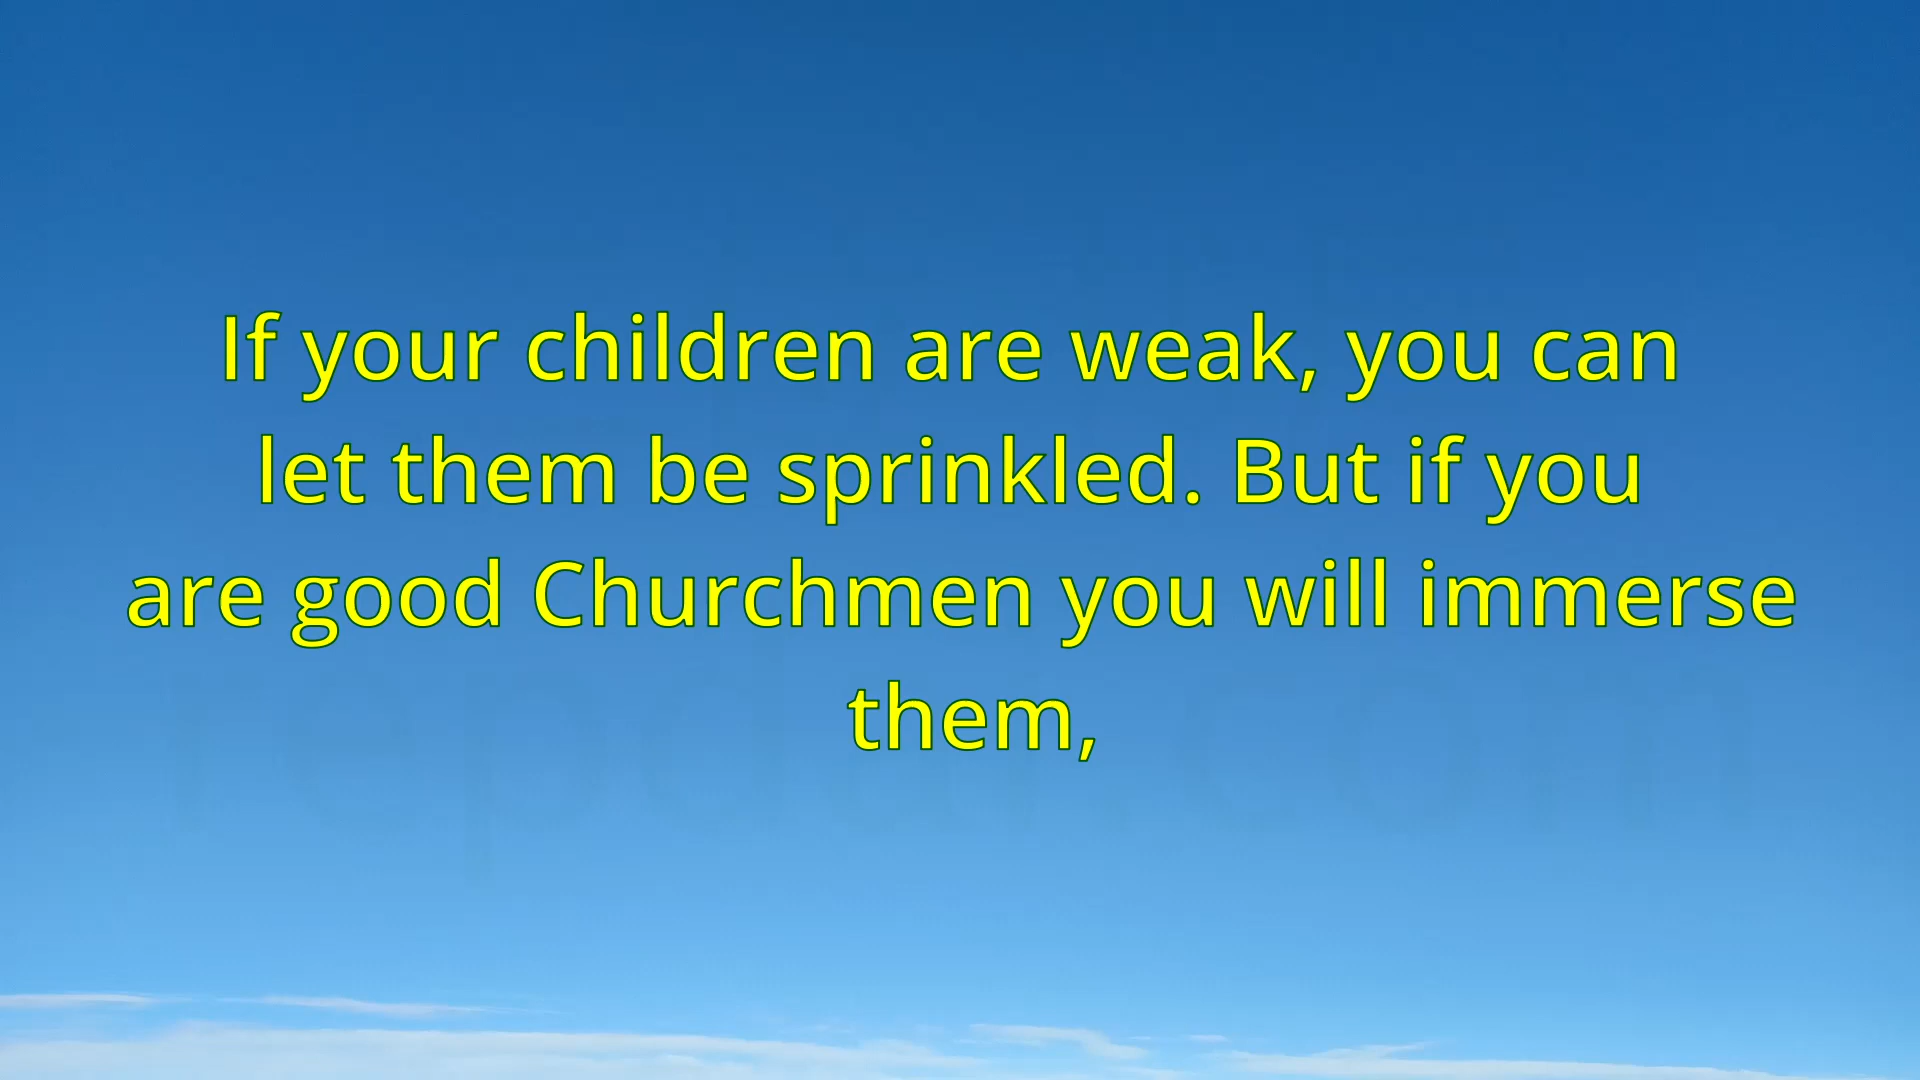 If your children are weak, you can
let them be sprinkled. But if you
are good Churchmen you will immerse
them,